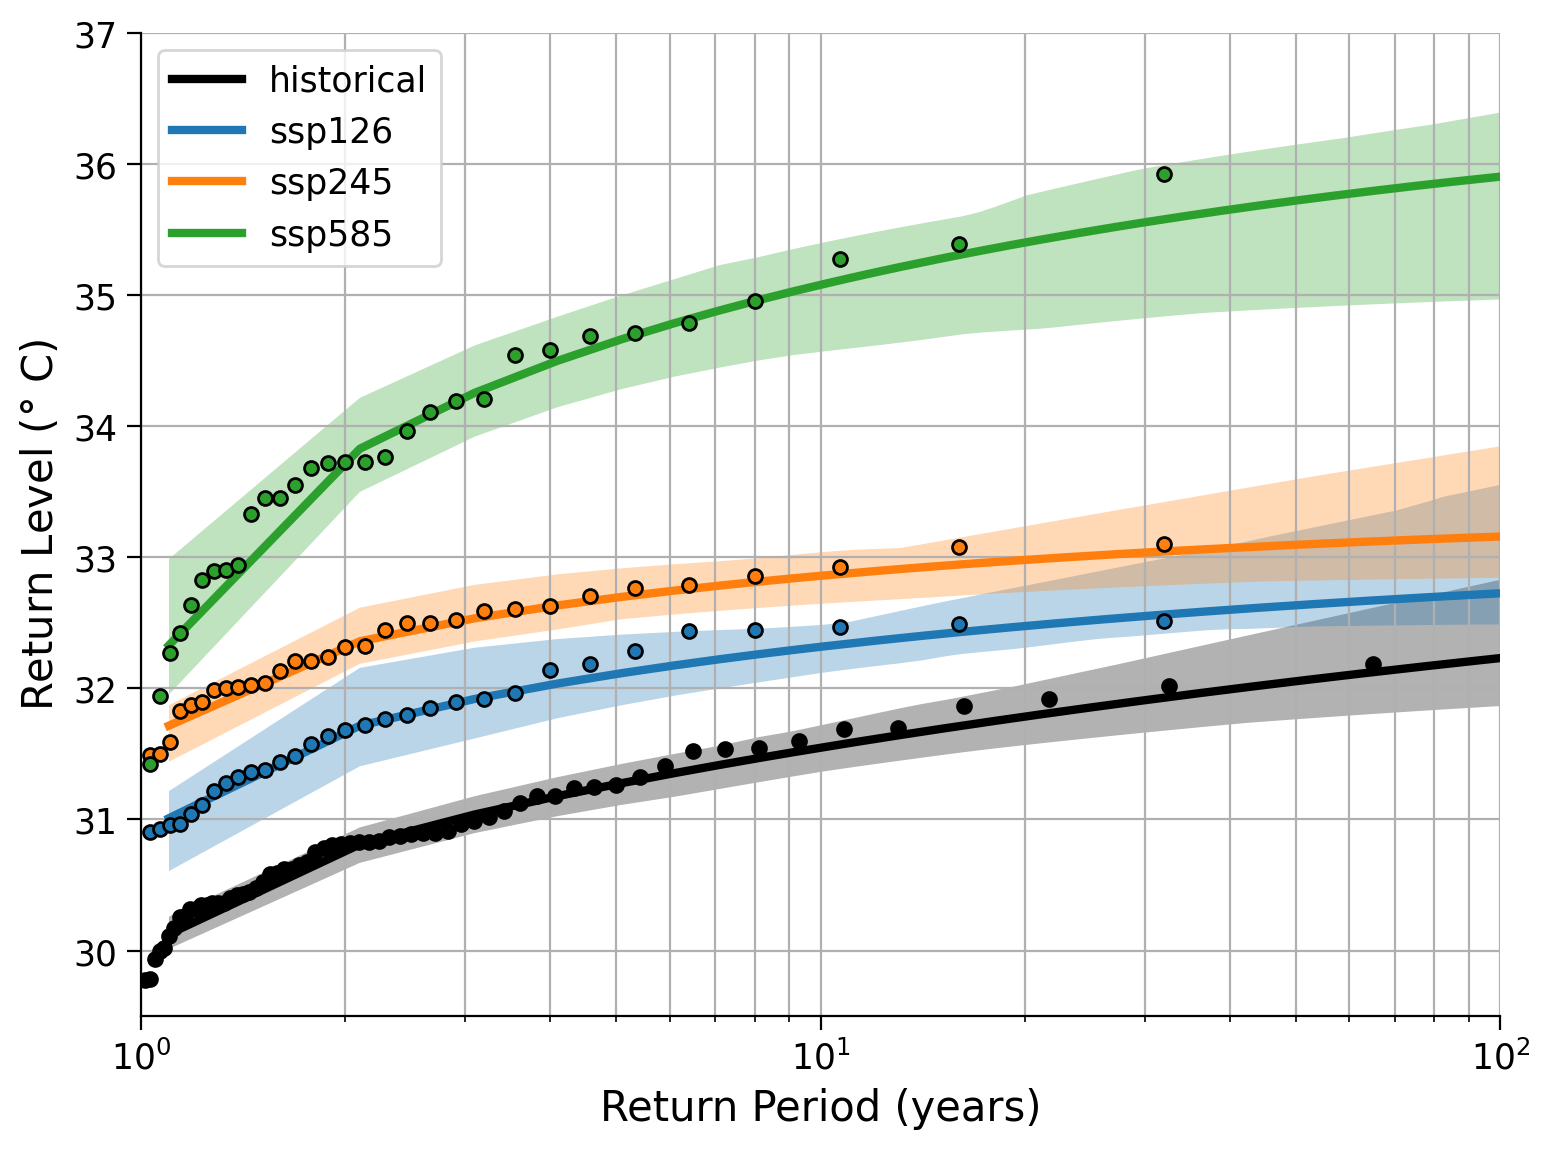 37
36
35
34
33
32
31
30
Return Level (° C)
historical
ssp126
ssp245
ssp585
10⁰
10¹
10²
Return Period (years)